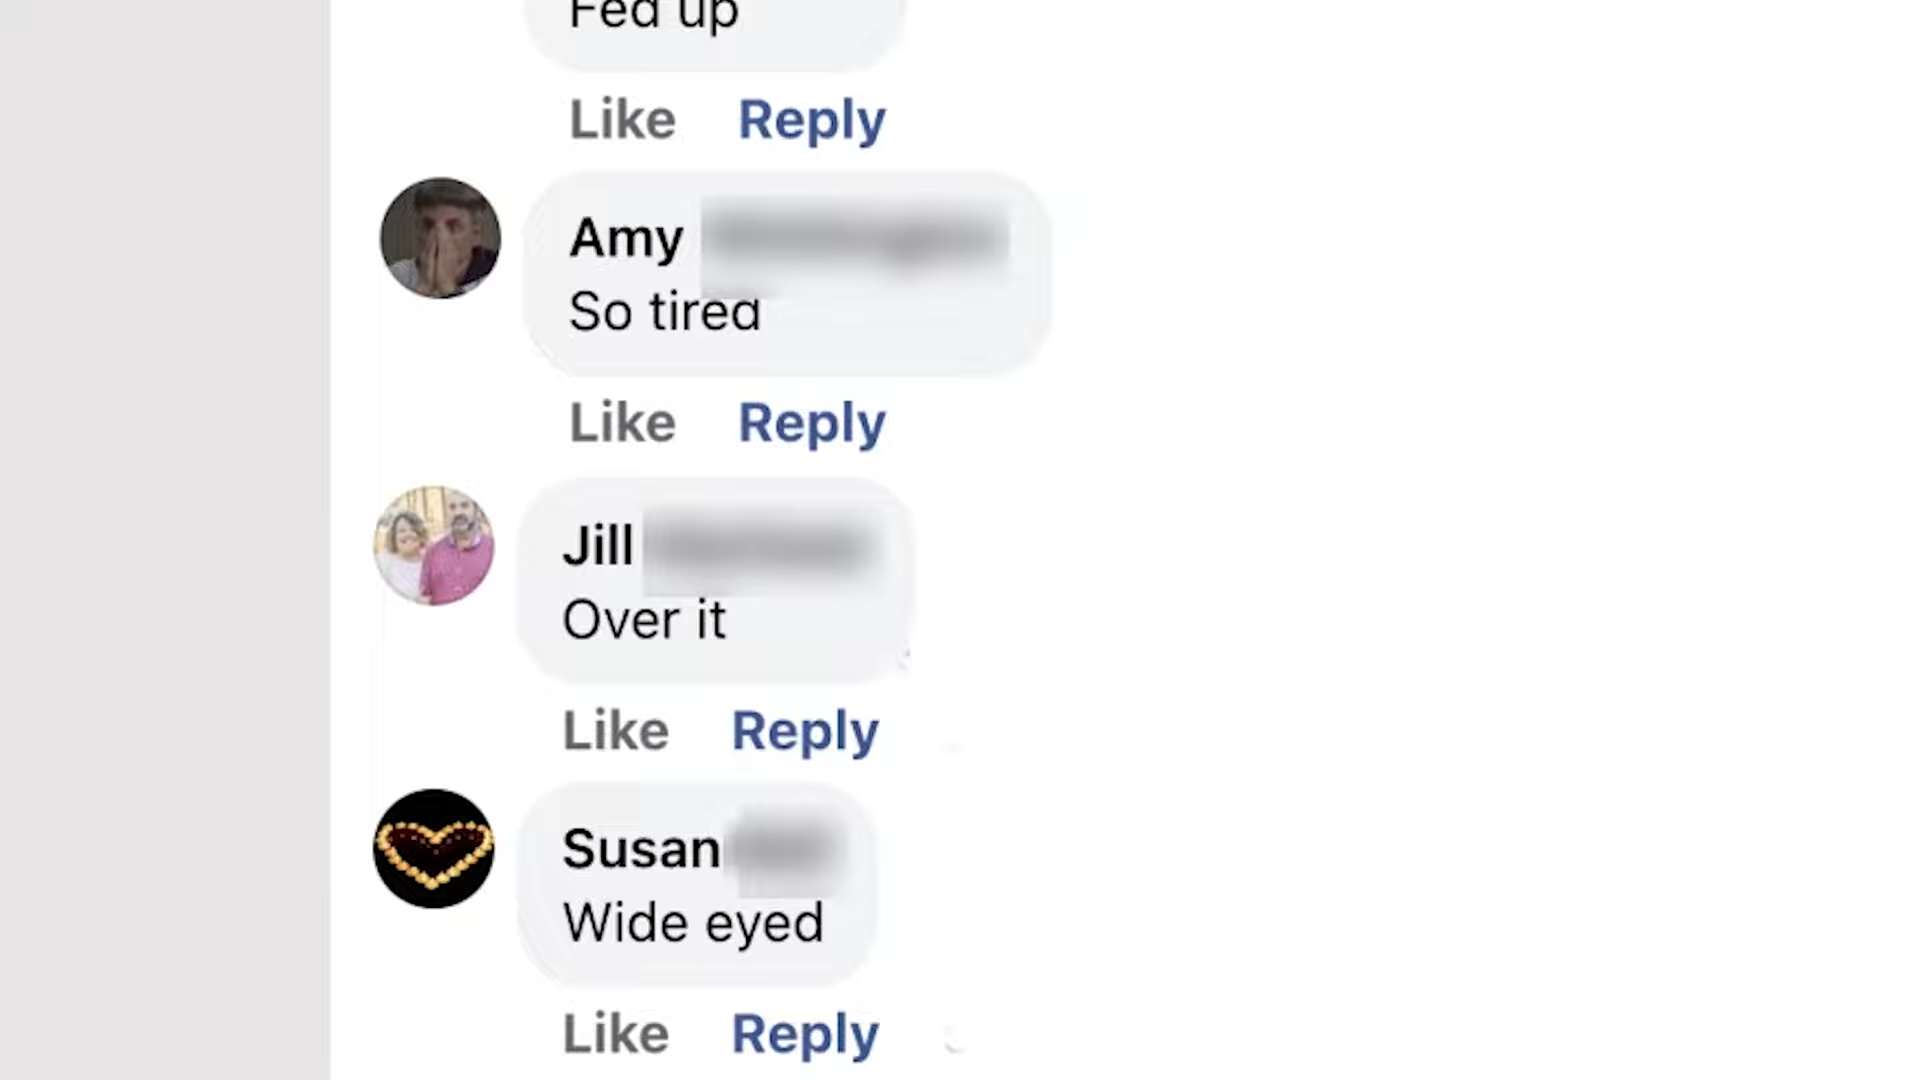 Fed up
Like Reply
Amy
So tired
Like Reply
Jill
Over it
Like Reply
Susan
Wide eyed
Like Reply